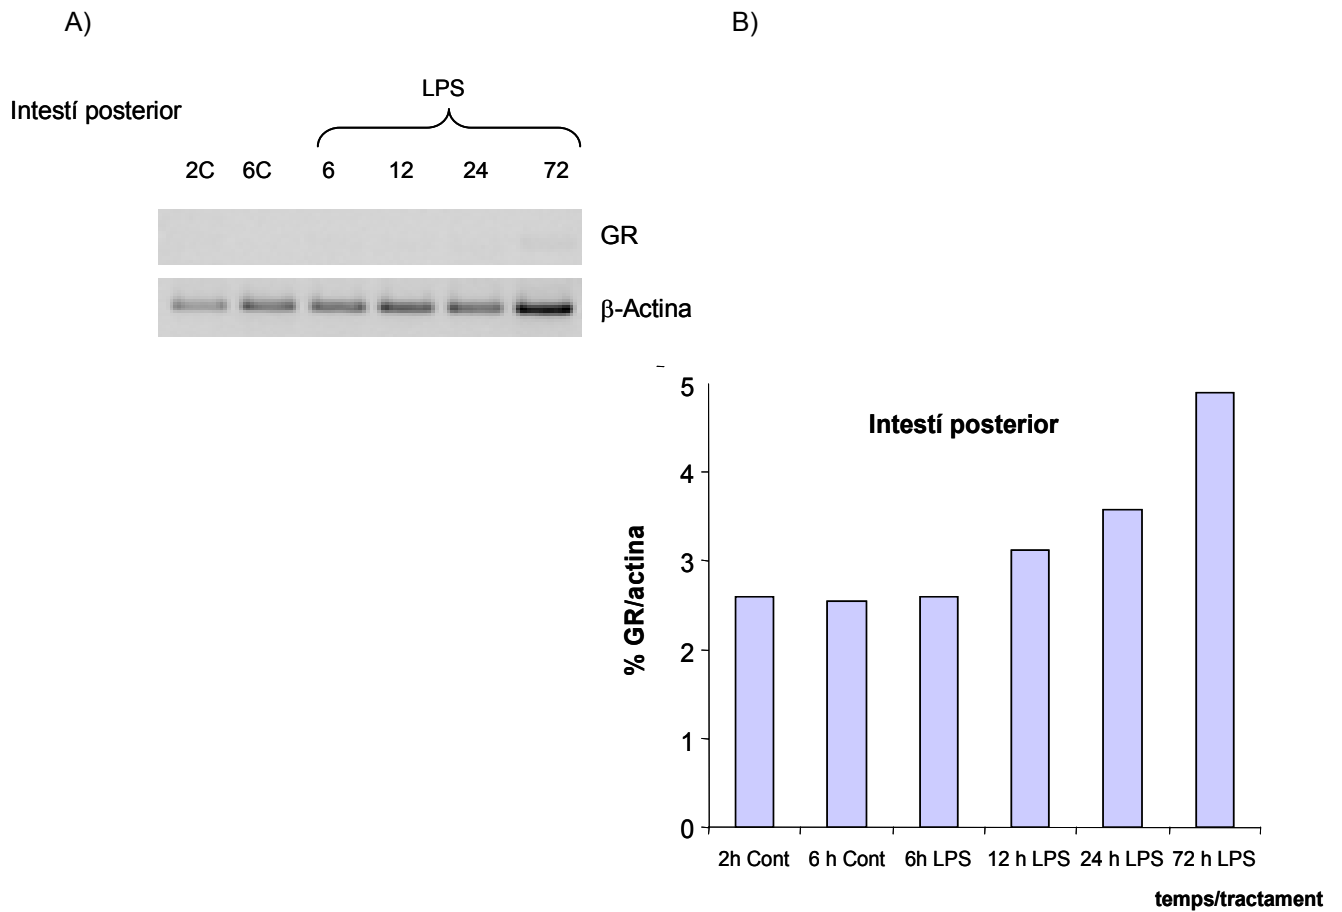 A)
B)
LPS
Intestí posterior
2C 6C 6 12 24 72
GR
β-Actina
Intestí posterior
% GR/actina
5
4
3
2
1
0
2h Cont 6 h Cont 6h LPS 12 h LPS 24 h LPS 72 h LPS
temps/tractament